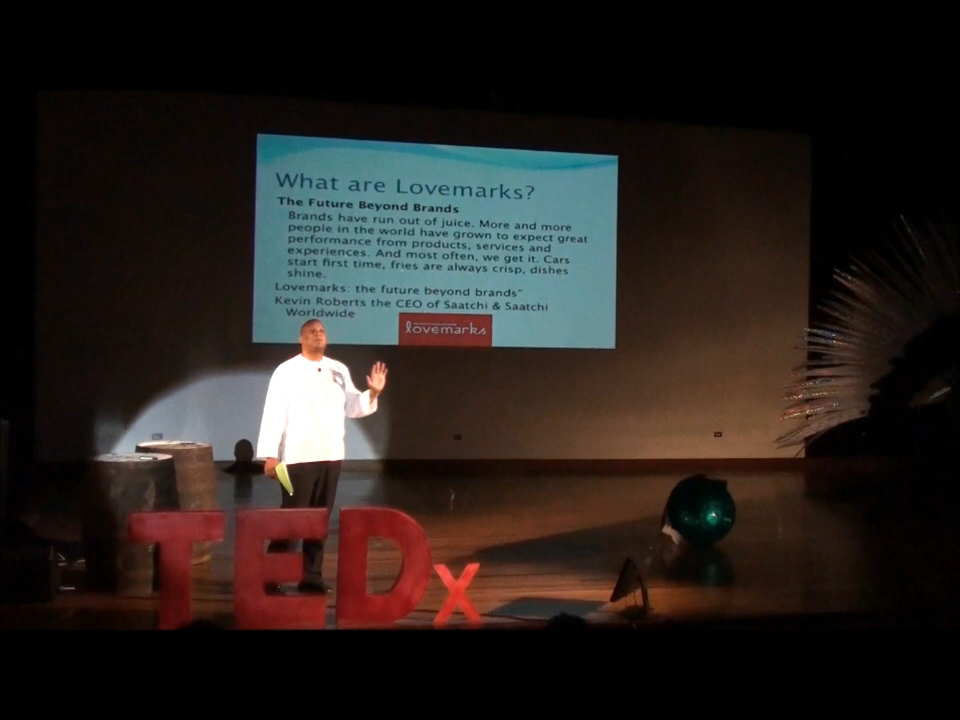 What are Lovemarks?
The Future Beyond Brands
Brands have run out of juice. More and more
people in the world have grown to expect great
performance from products, services and
experiences. And most often, we get it. Cars
start first time, fries are always crisp, dishes
shine.
Lovemarks: the future beyond brands"
Kevin Roberts the CEO of Saatchi & Saatchi
Worldwide
lovemarks
TEDx